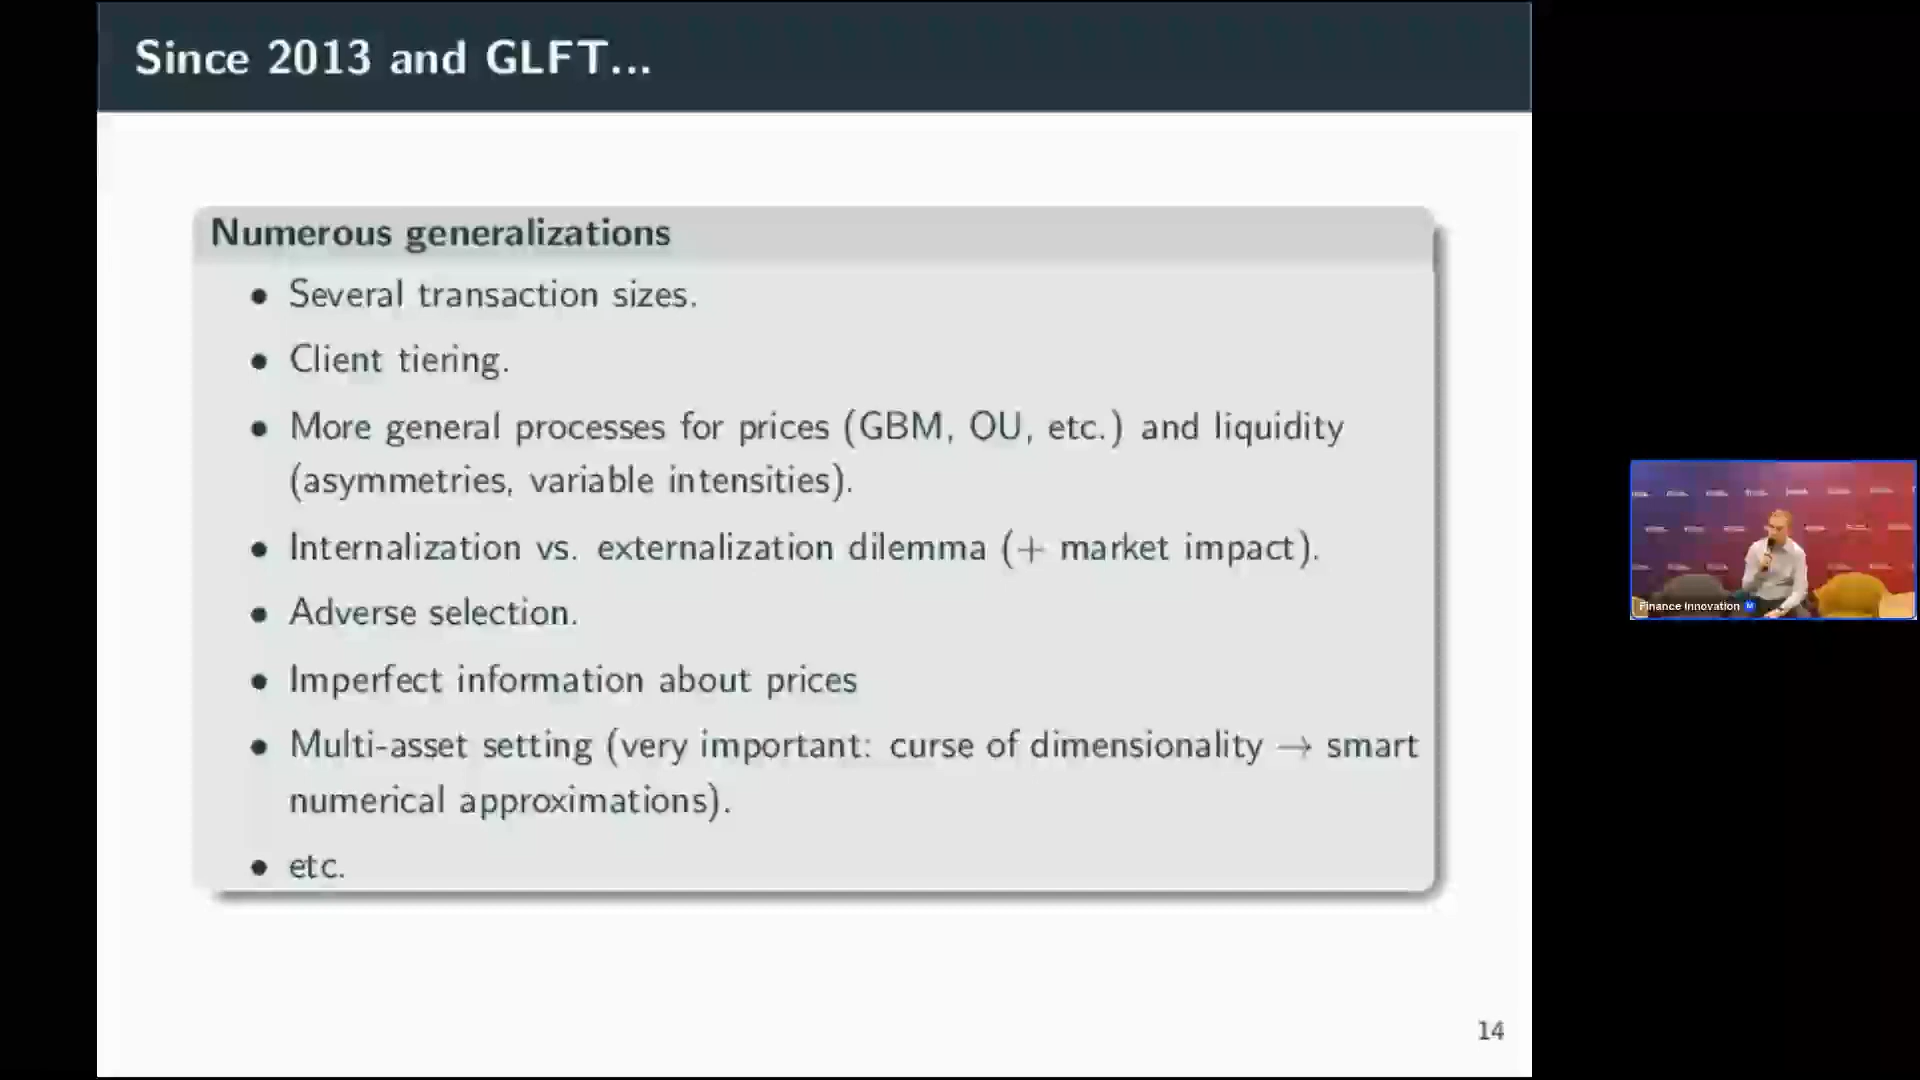 Since 2013 and GLFT...
Numerous generalizations
• Several transaction sizes.
• Client tiering.
• More general processes for prices (GBM, OU, etc.) and liquidity
(asymmetries, variable intensities).
• Internalization vs. externalization dilemma (+ market impact).
• Adverse selection.
• Imperfect information about prices
• Multi-asset setting (very important: curse of dimensionality → smart
numerical approximations).
• etc.
14
Finance Innovation M